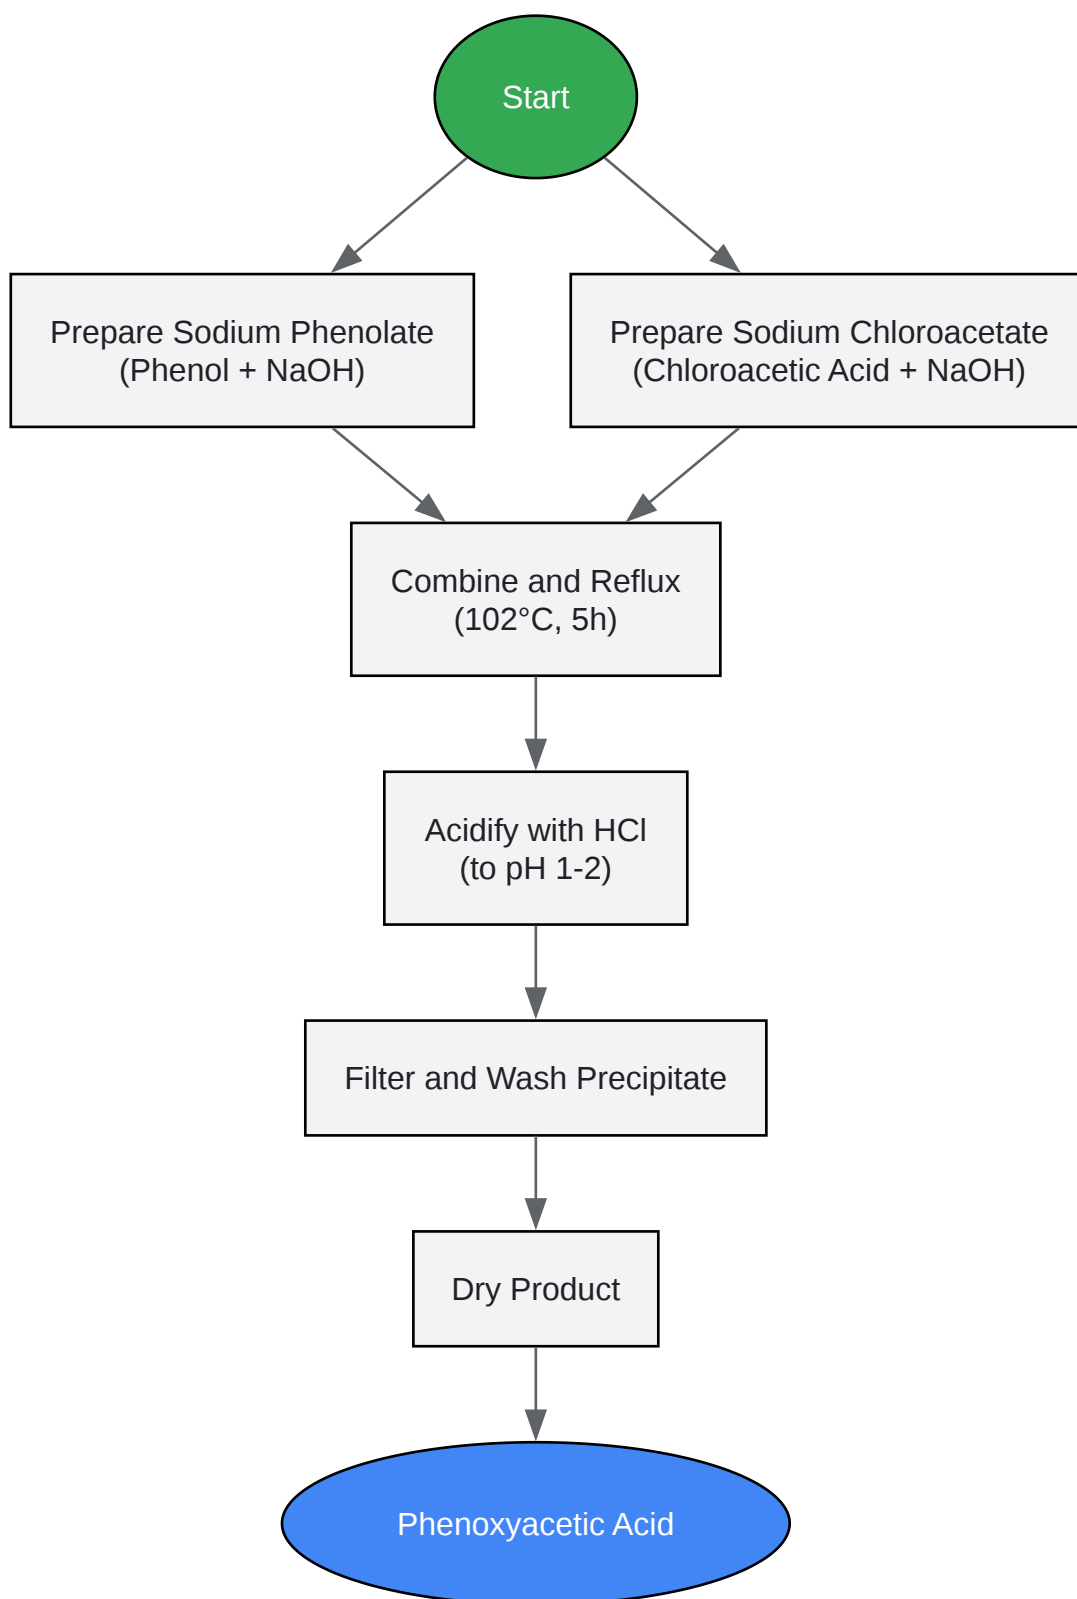 Start
Prepare Sodium Phenolate
(Phenol + NaOH)
Prepare Sodium Chloroacetate
(Chloroacetic Acid + NaOH)
Combine and Reflux
(102°C, 5h)
Acidify with HCl
(to pH 1-2)
Filter and Wash Precipitate
Dry Product
Phenoxyacetic Acid